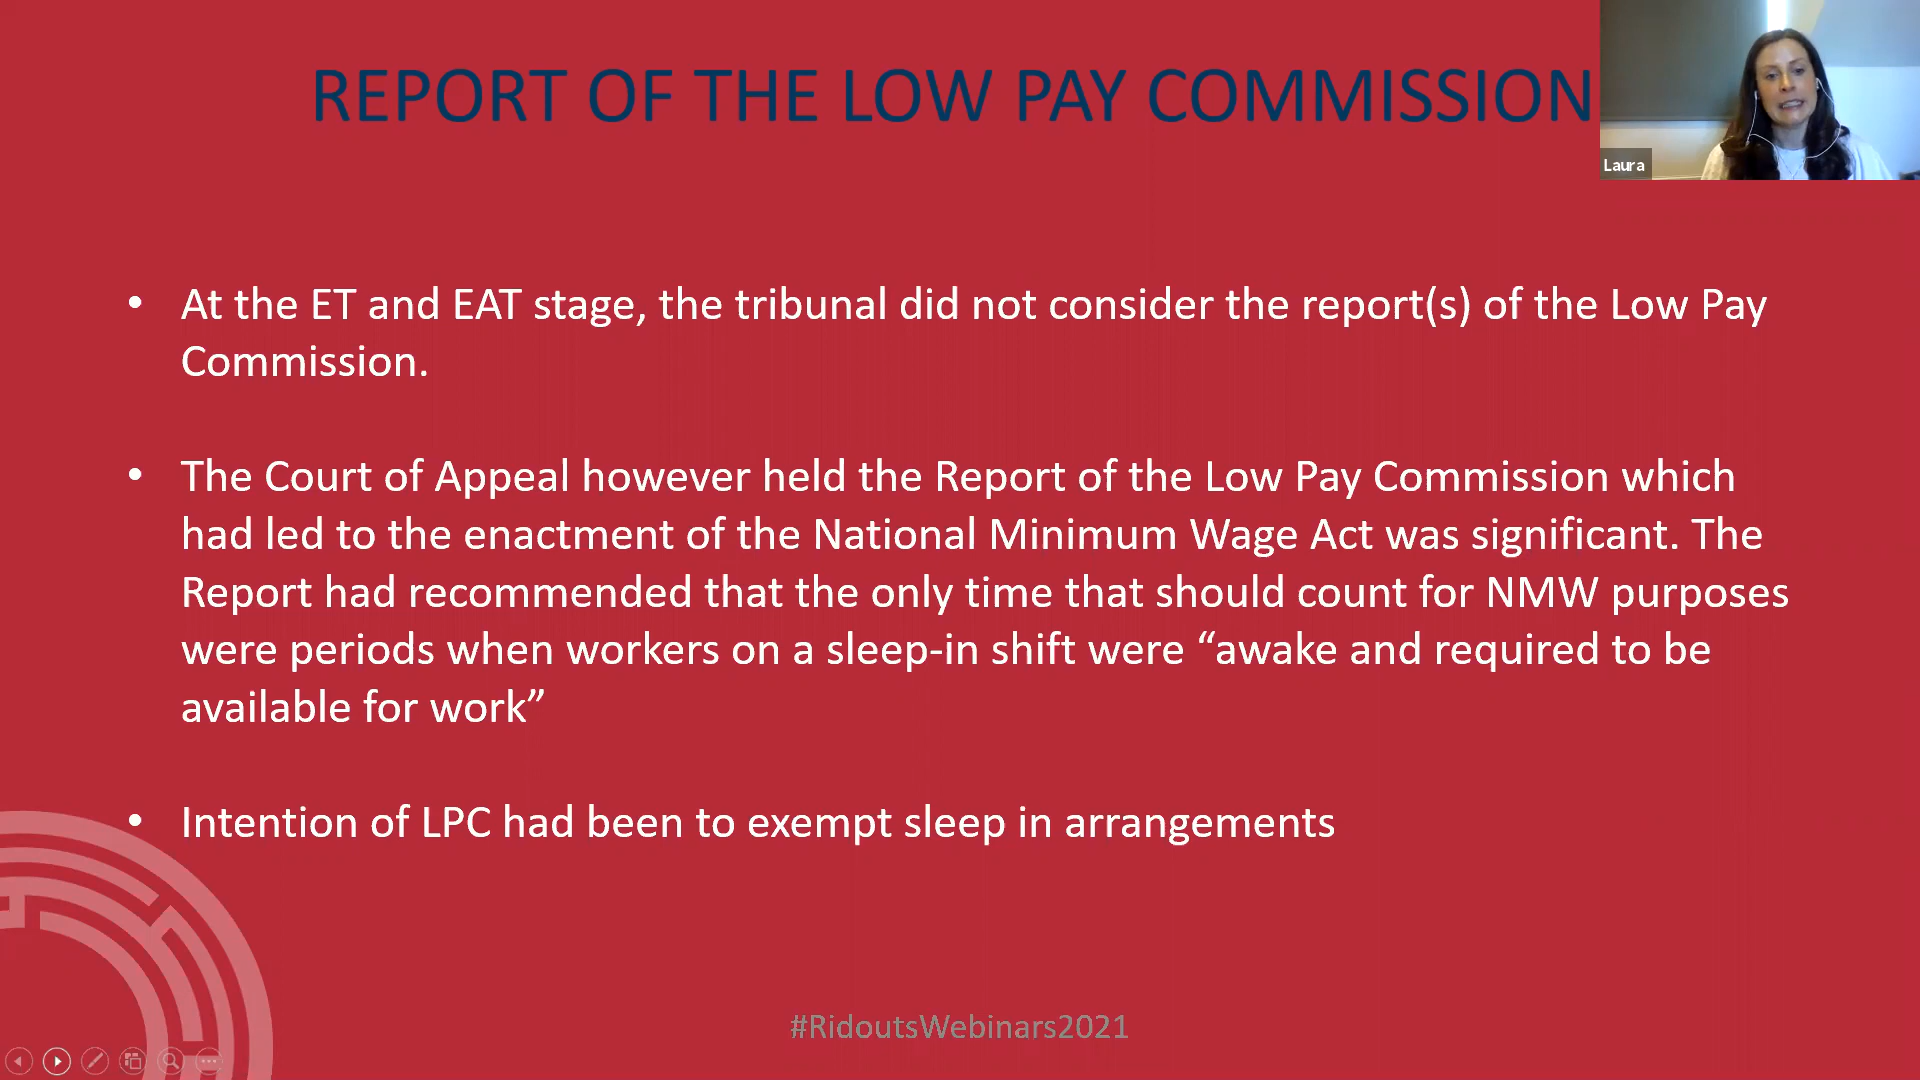 REPORT OF THE LOW PAY COMMISSION
Laura
• At the ET and EAT stage, the tribunal did not consider the report(s) of the Low Pay
Commission.
• The Court of Appeal however held the Report of the Low Pay Commission which
had led to the enactment of the National Minimum Wage Act was significant. The
Report had recommended that the only time that should count for NMW purposes
were periods when workers on a sleep-in shift were “awake and required to be
available for work”
• Intention of LPC had been to exempt sleep in arrangements
#RidoutsWebinars2021